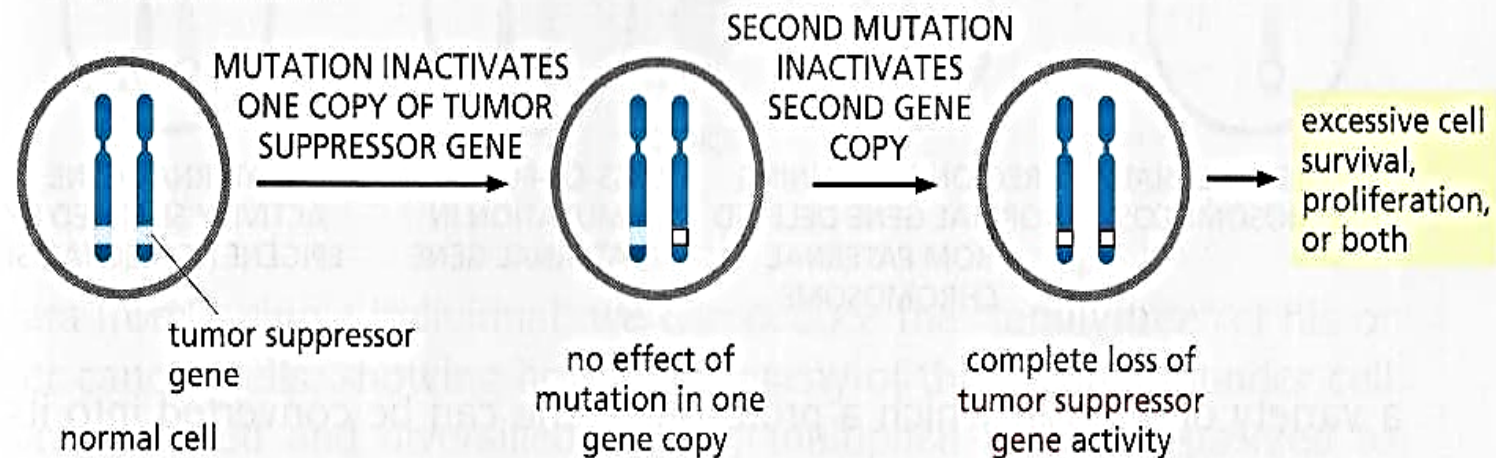 MUTATION INACTIVATES
ONE COPY OF TUMOR
SUPPRESSOR GENE
SECOND MUTATION
INACTIVATES
SECOND GENE
COPY
excessive cell
survival,
proliferation,
or both
tumor suppressor
gene
normal cell
no effect of
mutation in one
gene copy
complete loss of
tumor suppressor
gene activity